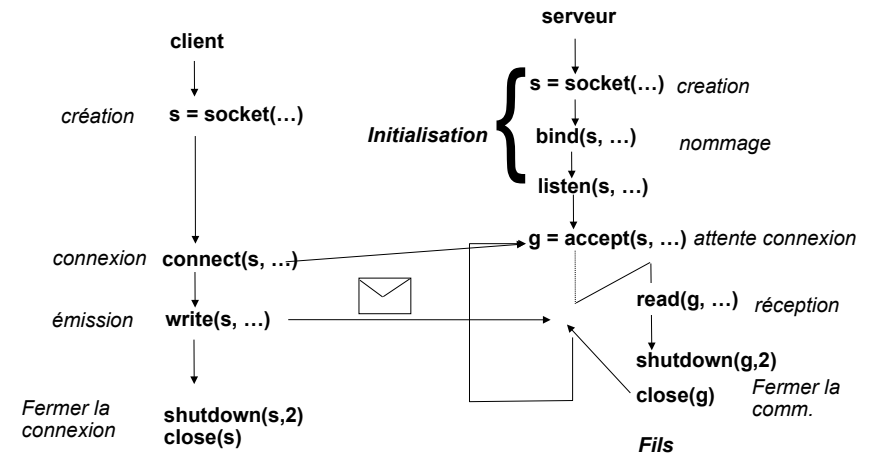 client
création
s = socket(…)
connexion
connect(s, …)
émission
write(s, …)
Fermer la
connexion
shutdown(s,2)
close(s)
serveur
Initialisation
{
s = socket(…)
creation
bind(s, …)
nommage
listen(s, …)
g = accept(s, …)
attente connexion
read(g, …)
réception
shutdown(g,2)
close(g)
Fermer la
comm.
Fils